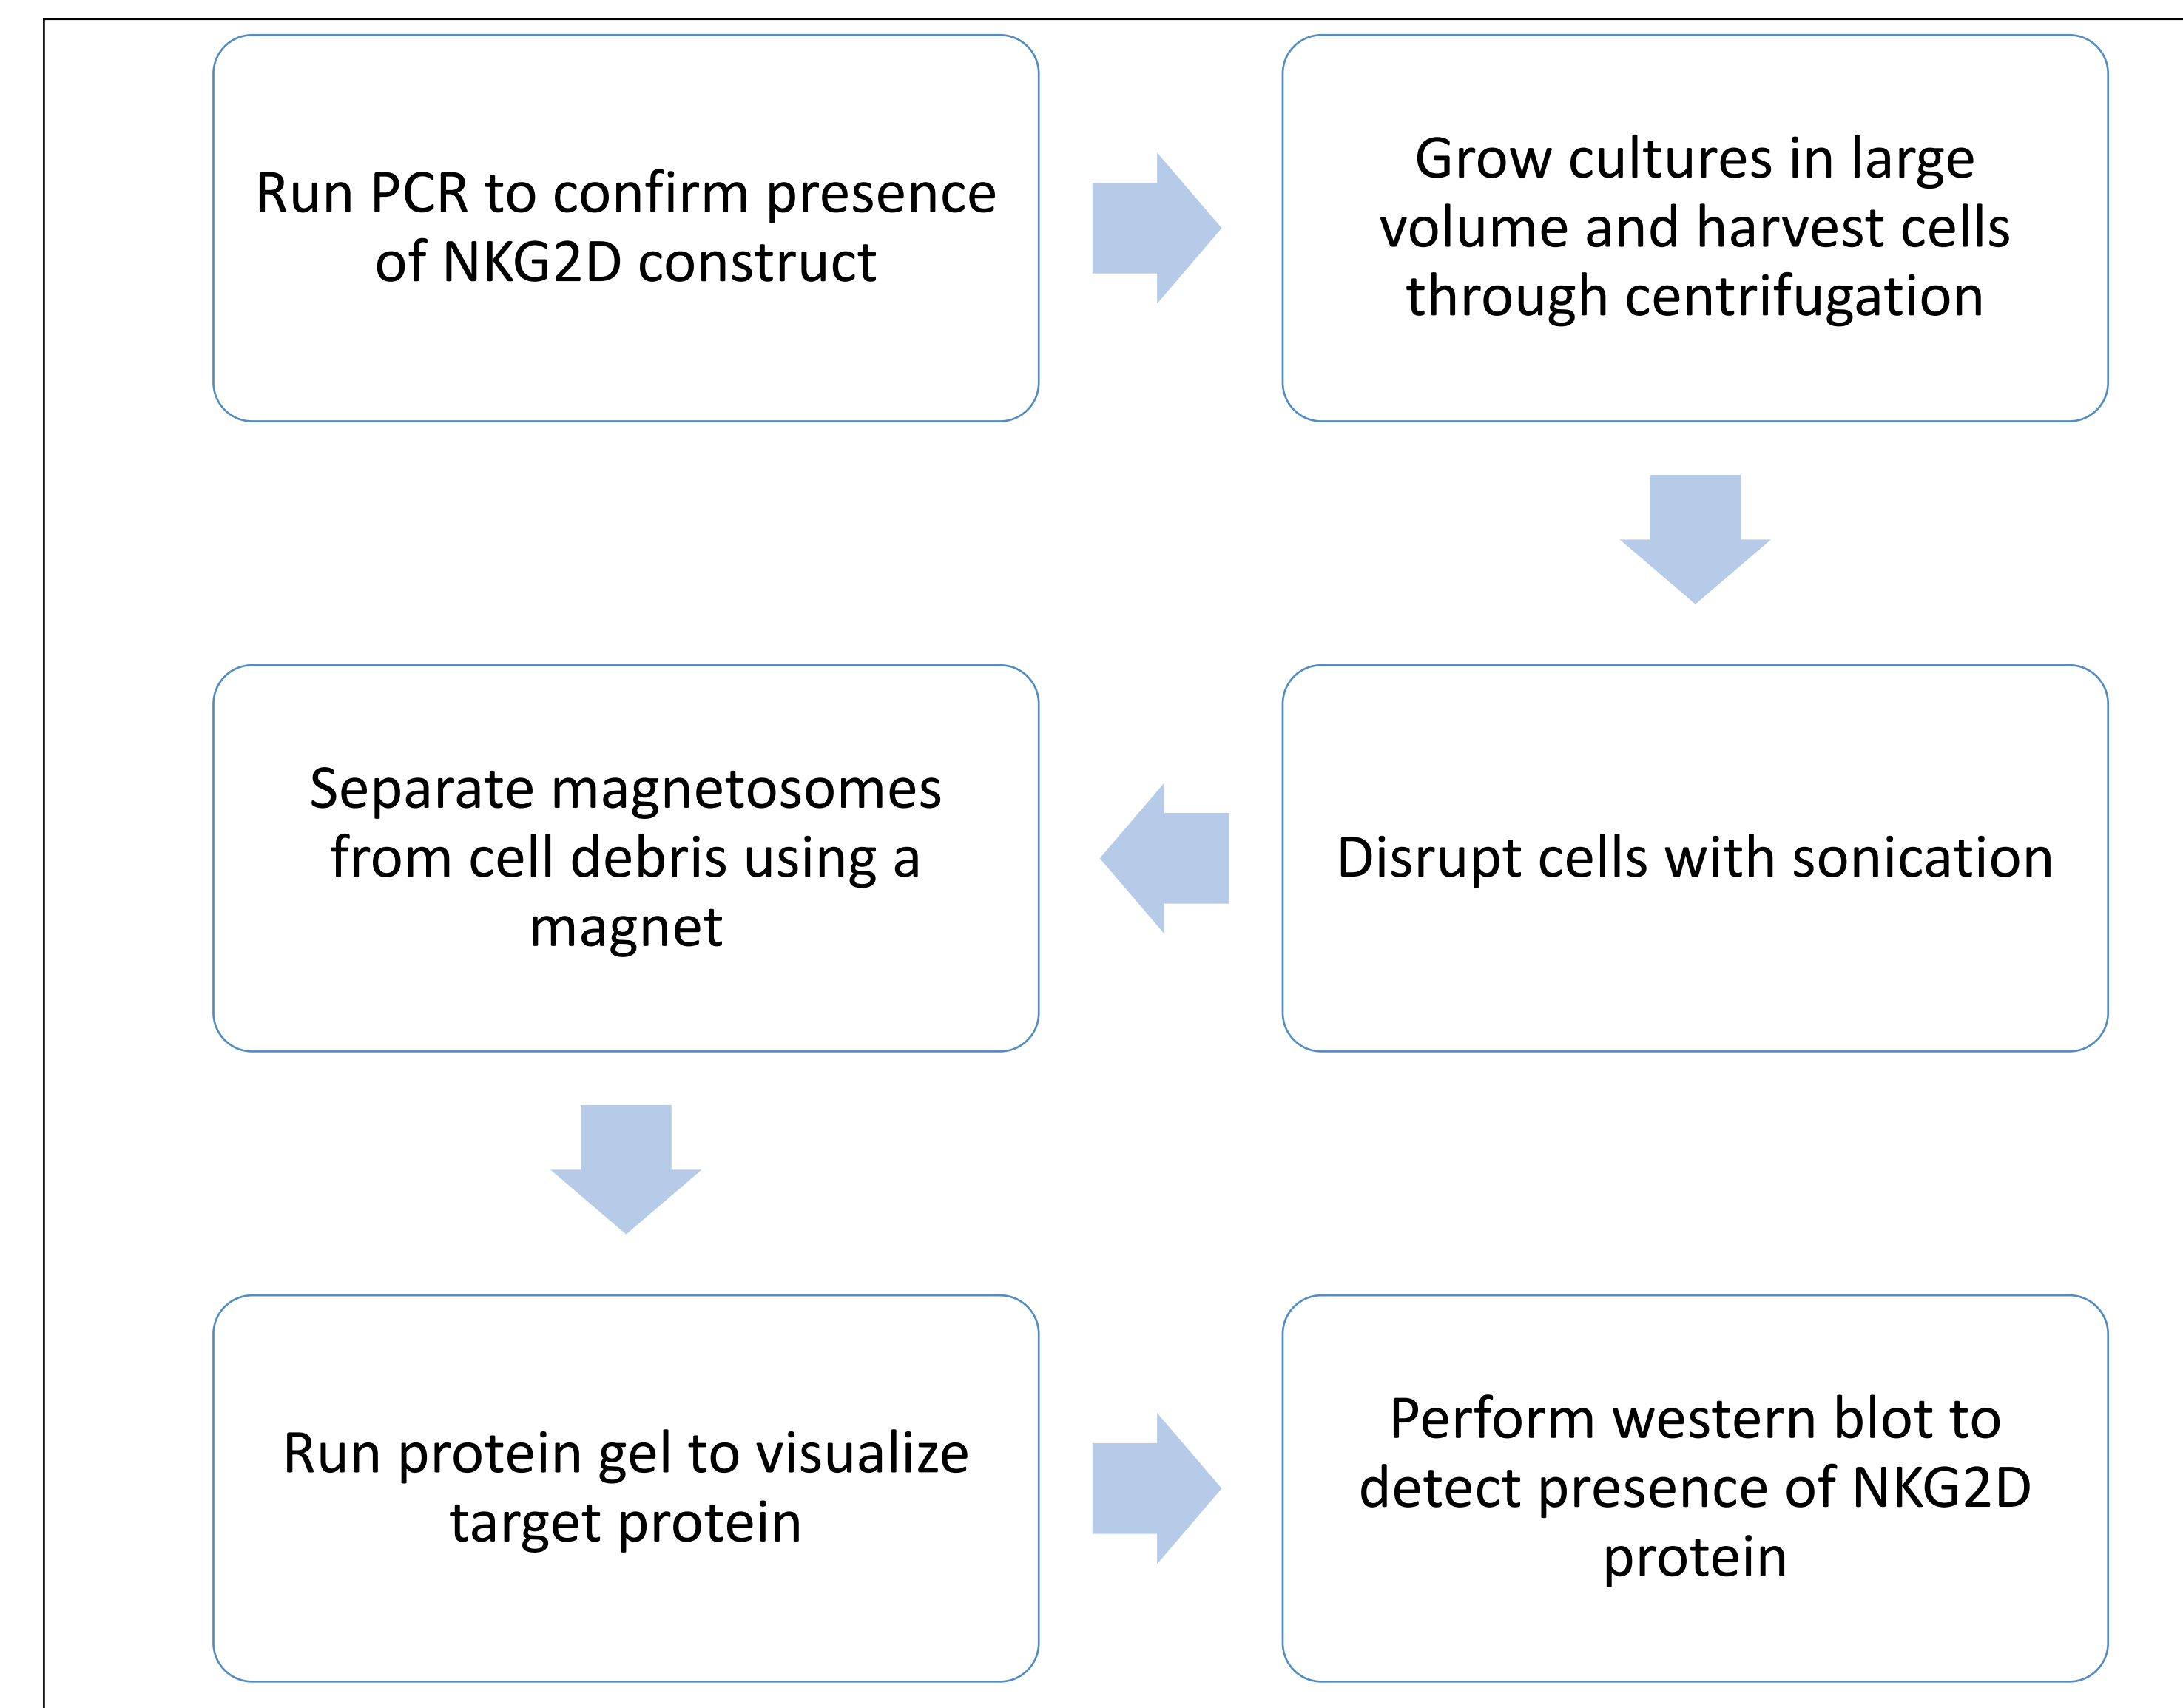 Run PCR to confirm presence
of NKG2D construct
Grow cultures in large
volume and harvest cells
through centrifugation
Disrupt cells with sonication
Separate magnetosomes
from cell debris using a
magnet
Run protein gel to visualize
target protein
Perform western blot to
detect presence of NKG2D
protein